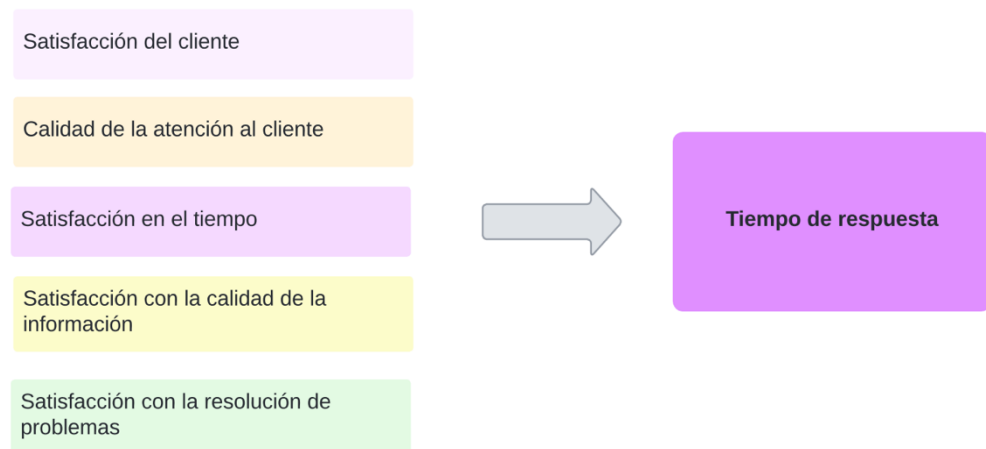 Satisfacción del cliente
Calidad de la atención al cliente
Satisfacción en el tiempo
Satisfacción con la calidad de la
información
Satisfacción con la resolución de
problemas
Tiempo de respuesta